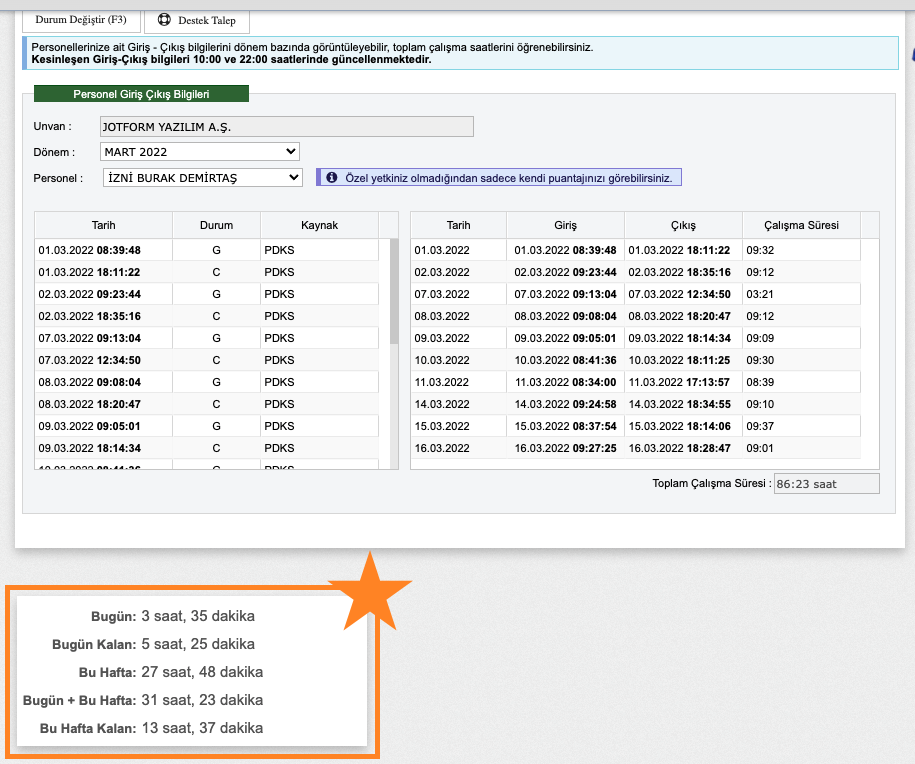 Durum Değiştir (F3) Destek Talep
Personellerinize ait Giriş - Çıkış bilgilerini dönem bazında görüntüleyebilir, toplam çalışma saatlerini öğrenebilirsiniz.
Kesinleşen Giriş-Çıkış bilgileri 10:00 ve 22:00 saatlerinde güncellenmektedir.
Personel Giriş Çıkış Bilgileri
Unvan : JOTFORM YAZILIM A.Ş.
Dönem : MART 2022
Personel : İZNİ BURAK DEMİRTAŞ Özel yetkiniz olmadığından sadece kendi puantajınızı görebilirsiniz.
Tarih Durum Kaynak
01.03.2022 08:39:48 G PDKS
01.03.2022 18:11:22 C PDKS
02.03.2022 09:23:44 G PDKS
02.03.2022 18:35:16 C PDKS
07.03.2022 09:13:04 G PDKS
07.03.2022 12:34:50 C PDKS
08.03.2022 09:08:04 G PDKS
08.03.2022 18:20:47 C PDKS
09.03.2022 09:05:01 G PDKS
09.03.2022 18:14:34 C PDKS
10.03.2022 08:41:36 G PDKS
Tarih Giriş Çıkış Çalışma Süresi
01.03.2022 01.03.2022 08:39:48 01.03.2022 18:11:22 09:32
02.03.2022 02.03.2022 09:23:44 02.03.2022 18:35:16 09:12
07.03.2022 07.03.2022 09:13:04 07.03.2022 12:34:50 03:21
08.03.2022 08.03.2022 09:08:04 08.03.2022 18:20:47 09:12
09.03.2022 09.03.2022 09:05:01 09.03.2022 18:14:34 09:09
10.03.2022 10.03.2022 08:41:36 10.03.2022 18:11:25 09:30
11.03.2022 11.03.2022 08:34:00 11.03.2022 17:13:57 08:39
14.03.2022 14.03.2022 09:24:58 14.03.2022 18:34:55 09:10
15.03.2022 15.03.2022 08:37:54 15.03.2022 18:14:06 09:37
16.03.2022 16.03.2022 09:27:25 16.03.2022 18:28:47 09:01
Toplam Çalışma Süresi : 86:23 saat
Bugün: 3 saat, 35 dakika
Bugün Kalan: 5 saat, 25 dakika
Bu Hafta: 27 saat, 48 dakika
Bugün + Bu Hafta: 31 saat, 23 dakika
Bu Hafta Kalan: 13 saat, 37 dakika